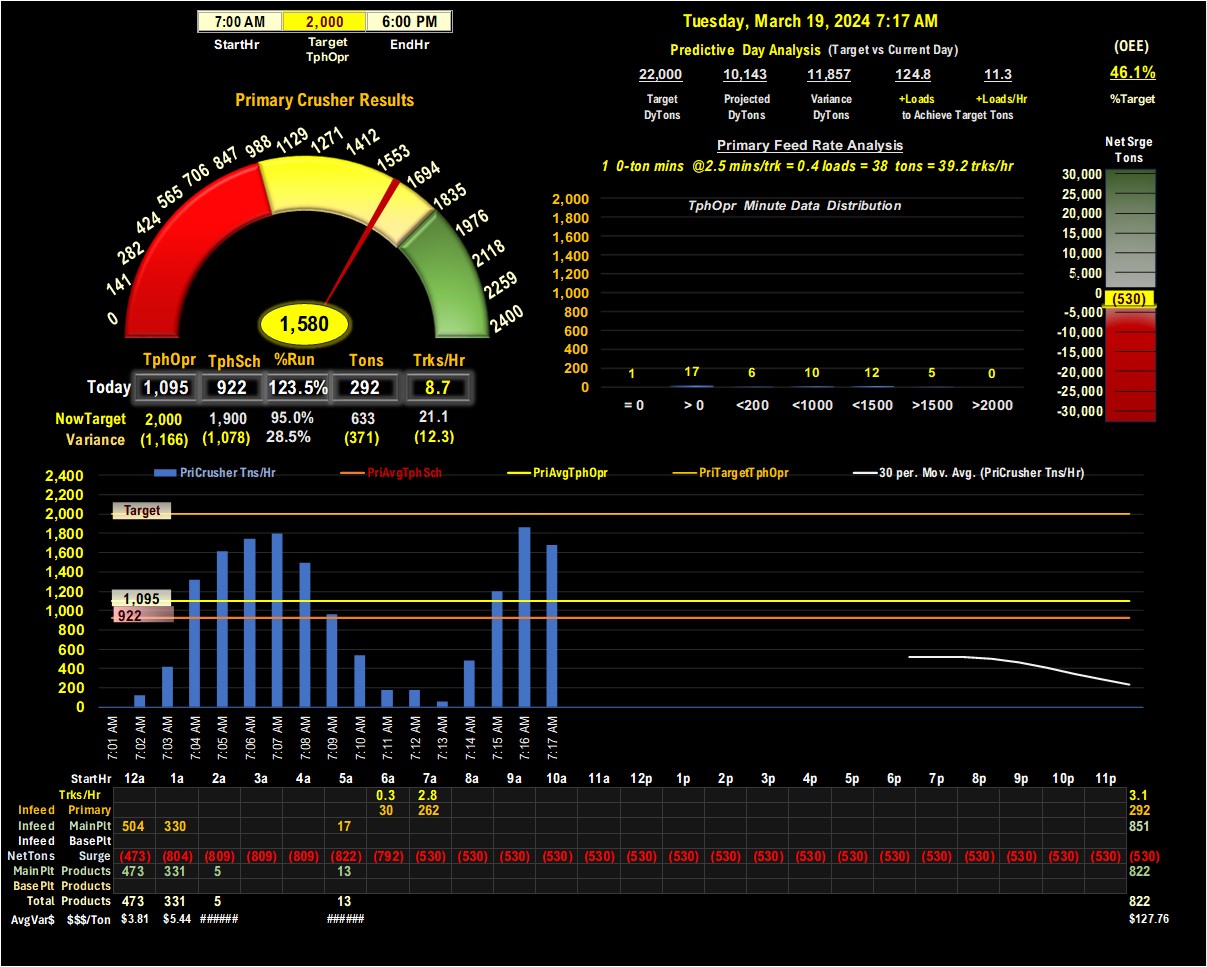 7:00 AM 2,000 6:00 PM
StartHr Target TphOpr EndHr
Tuesday, March 19, 2024 7:17 AM
Predictive Day Analysis (Target vs Current Day)
22,000 10,143 11,857 124.8 11.3
Target DyTons Projected DyTons Variance DyTons +Loads +Loads/Hr
to Achieve Target Tons
(OEE)
46.1%
%Target
Primary Crusher Results
0 141 282 424 565 706 847 988 1129 1271 1412 1553 1694 1835 1976 2118 2259 2400
1,580
TphOpr TphSch %Run Tons Trks/Hr
Today 1,095 922 123.5% 292 8.7
NowTarget 2,000 1,900 95.0% 633 21.1
Variance (1,166) (1,078) 28.5% (371) (12.3)
Primary Feed Rate Analysis
1 0-ton mins @2.5 mins/trk = 0.4 loads = 38 tons = 39.2 trks/hr
TphOpr Minute Data Distribution
2,000
1,800
1,600
1,400
1,200
1,000
800
600
400
200
0
1 17 6 10 12 5 0
= 0 > 0 <200 <1000 <1500 >1500 >2000
Net Srge
Tons
30,000
25,000
20,000
15,000
10,000
5,000
0
(530)
-5,000
-10,000
-15,000
-20,000
-25,000
-30,000
PriCrusher Tns/Hr PriAvgTphSch PriAvgTphOpr PriTargetTphOpr 30 per. Mov. Avg. (PriCrusher Tns/Hr)
2,400
2,200
2,000
1,800
1,600
1,400
1,200
1,000
800
600
400
200
0
Target
1,095
922
7:01 AM 7:02 AM 7:03 AM 7:04 AM 7:05 AM 7:06 AM 7:07 AM 7:08 AM 7:09 AM 7:10 AM 7:11 AM 7:12 AM 7:13 AM 7:14 AM 7:15 AM 7:16 AM 7:17 AM
StartHr 12a 1a 2a 3a 4a 5a 6a 7a 8a 9a 10a 11a 12p 1p 2p 3p 4p 5p 6p 7p 8p 9p 10p 11p
Trks/Hr 0.3 2.8 3.1
Infeed Primary 30 262 292
Infeed MainPlt 504 330 17 851
Infeed BasePlt
NetTons Surge (473) (804) (809) (809) (809) (822) (792) (530) (530) (530) (530) (530) (530) (530) (530) (530) (530) (530) (530) (530) (530) (530) (530) (530) (530)
MainPlt Products 473 331 5 13 822
BasePlt Products
Total Products 473 331 5 13 822
AvgVar$ $$$/Ton $3.81 $5.44 ###### ###### $127.76